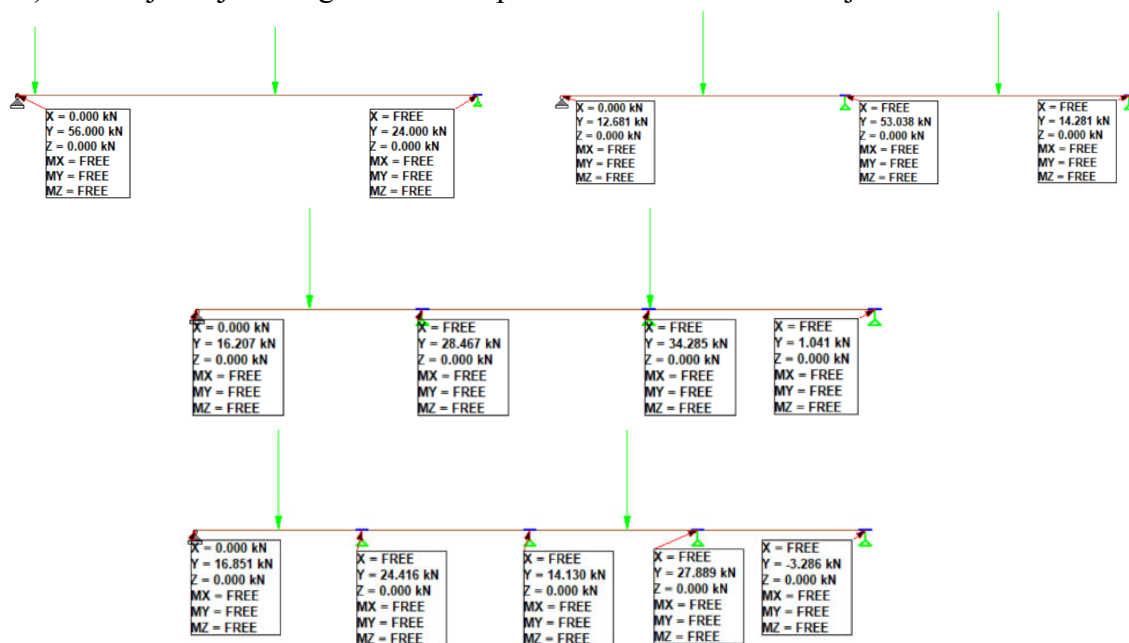 X = 0.000 kN
Y = 56.000 kN
Z = 0.000 kN
MX = FREE
MY = FREE
MZ = FREE
X = FREE
Y = 24.000 kN
Z = 0.000 kN
MX = FREE
MY = FREE
MZ = FREE
X = 0.000 kN
Y = 12.681 kN
Z = 0.000 kN
MX = FREE
MY = FREE
MZ = FREE
X = FREE
Y = 53.038 kN
Z = 0.000 kN
MX = FREE
MY = FREE
MZ = FREE
X = FREE
Y = 14.281 kN
Z = 0.000 kN
MX = FREE
MY = FREE
MZ = FREE
X = 0.000 kN
Y = 16.207 kN
Z = 0.000 kN
MX = FREE
MY = FREE
MZ = FREE
X = FREE
Y = 28.467 kN
Z = 0.000 kN
MX = FREE
MY = FREE
MZ = FREE
X = FREE
Y = 34.285 kN
Z = 0.000 kN
MX = FREE
MY = FREE
MZ = FREE
X = FREE
Y = 1.041 kN
Z = 0.000 kN
MX = FREE
MY = FREE
MZ = FREE
X = 0.000 kN
Y = 16.851 kN
Z = 0.000 kN
MX = FREE
MY = FREE
MZ = FREE
X = FREE
Y = 24.416 kN
Z = 0.000 kN
MX = FREE
MY = FREE
MZ = FREE
X = FREE
Y = 14.130 kN
Z = 0.000 kN
MX = FREE
MY = FREE
MZ = FREE
X = FREE
Y = 27.889 kN
Z = 0.000 kN
MX = FREE
MY = FREE
MZ = FREE
X = FREE
Y = -3.286 kN
Z = 0.000 kN
MX = FREE
MY = FREE
MZ = FREE